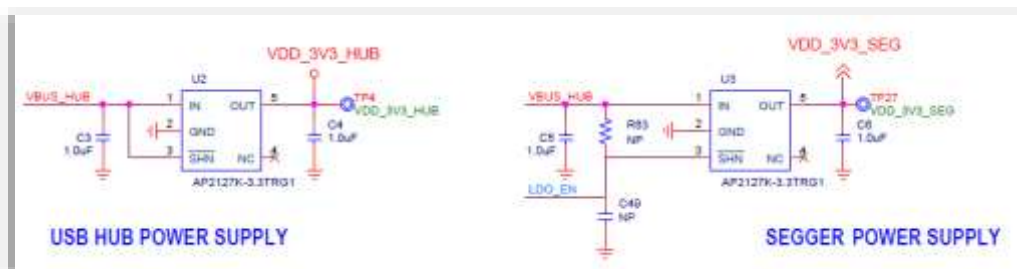 VDD_3V3_HUB
U2
VBUS_HUB
1
IN
OUT
5
TP4
VDD_3V3_HUB
2
GND
C3
1.0uF
C4
1.0uF
3
SHN
NC
4
AP2127K-3.3TRG1
USB HUB POWER SUPPLY
VDD_3V3_SEG
U3
VBUS_HUB
1
IN
OUT
5
TP27
VDD_3V3_SEG
C5
1.0uF
R83
NP
2
GND
C6
1.0uF
3
SHN
NC
4
AP2127K-3.3TRG1
LDO_EN
C49
NP
SEGGER POWER SUPPLY